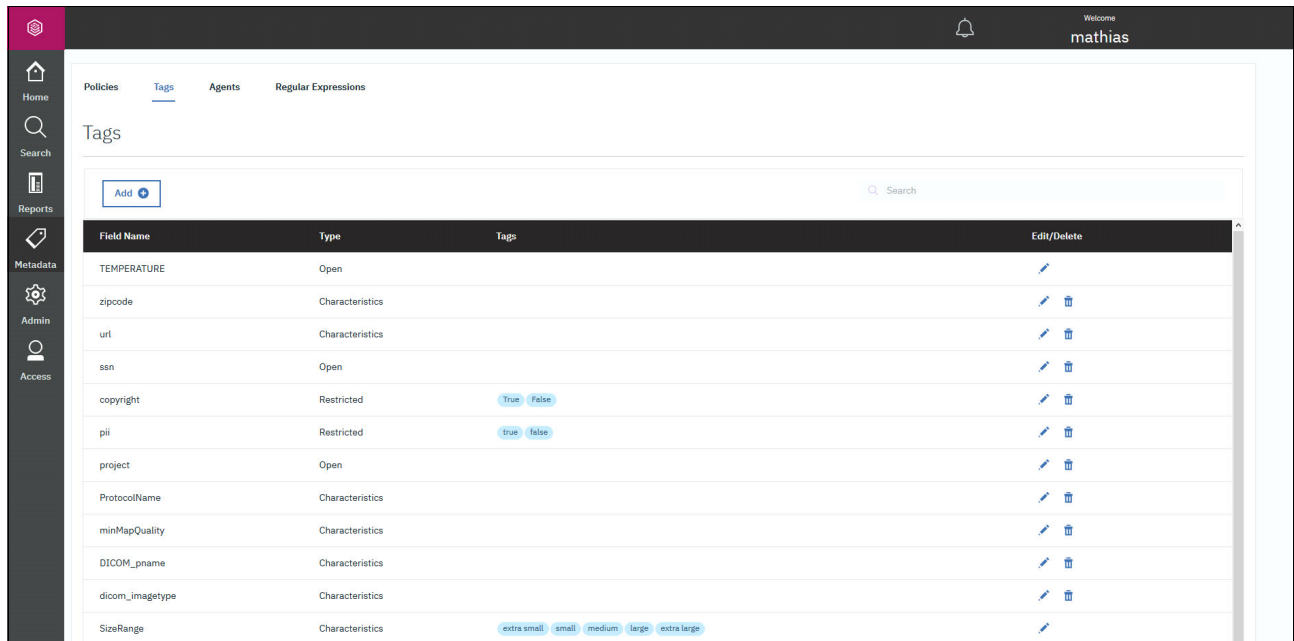 Welcome
mathias
Home
Search
Reports
Metadata
Admin
Access
Policies Tags Agents Regular Expressions
Tags
Add Search
Field Name Type Tags Edit/Delete
TEMPERATURE Open
zipcode Characteristics
url Characteristics
ssn Open
copyright Restricted True False
pii Restricted true false
project Open
ProtocolName Characteristics
minMapQuality Characteristics
DICOM_pname Characteristics
dicom_imagetype Characteristics
SizeRange Characteristics extra small small medium large extra large